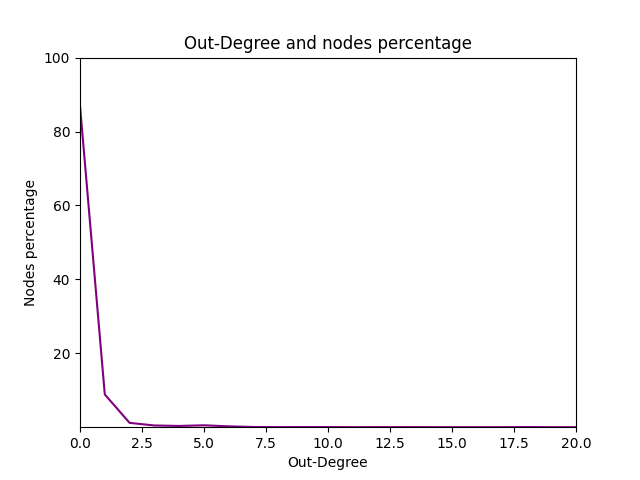 Out-Degree and nodes percentage
100
80
60
40
20
Nodes percentage
0.0 2.5 5.0 7.5 10.0 12.5 15.0 17.5 20.0
Out-Degree